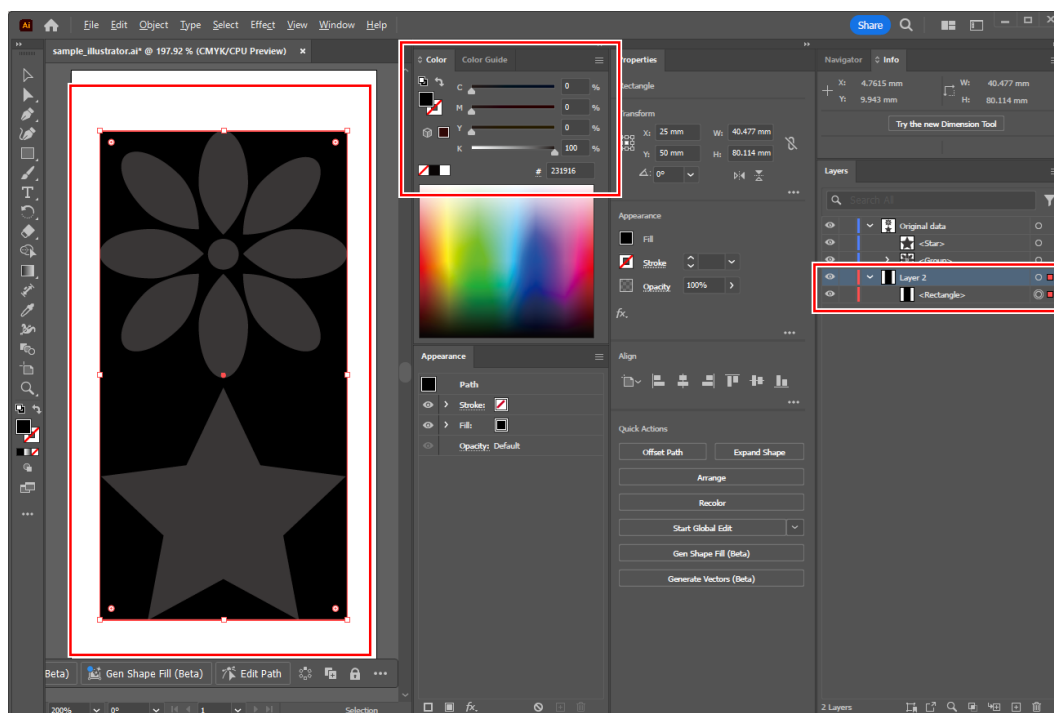 Ai File Edit Object Type Select Effect View Window Help Share
sample_illustrator.ai* @ 197.92 % (CMYK/CPU Preview) ×
Color Color Guide
C 0 %
M 0 %
Y 0 %
K 100 %
# 231916
Properties
Rectangle
Transform
X: 25 mm W: 40.477 mm
Y: 50 mm H: 80.114 mm
0°
Appearance
Fill
Stroke
Opacity 100%
fx.
Align
Quick Actions
Offset Path Expand Shape
Arrange
Recolor
Start Global Edit
Gen Shape Fill (Beta)
Generate Vectors (Beta)
Appearance
Path
Stroke:
Fill:
Opacity: Default
fx.
Navigator Info
X: 4.7615 mm W: 40.477 mm
Y: 9.943 mm H: 80.114 mm
Try the new Dimension Tool
Layers
Search All
Original data
<Star>
<Group>
Layer 2
<Rectangle>
2 Layers
Beta) Gen Shape Fill (Beta) Edit Path
200% 0° 1 Selection